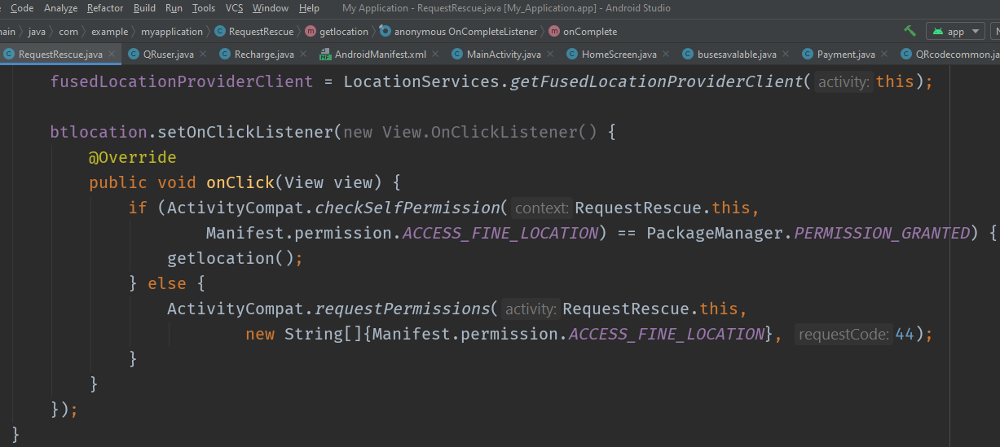 Code Analyze Refactor Build Run Tools VCS Window Help My Application - RequestRescue.java [My_Application.app] - Android Studio
java com example myapplication RequestRescue getlocation anonymous OnCompleteListener onComplete app
RequestRescue.java QRuser.java Recharge.java AndroidManifest.xml MainActivity.java HomeScreen.java busesavalable.java Payment.java QRcodecommon.ja
fusedLocationProviderClient = LocationServices.getFusedLocationProviderClient( activity: this);
btlocation.setOnClickListener(new View.OnClickListener() {
@Override
public void onClick(View view) {
if (ActivityCompat.checkSelfPermission( context: RequestRescue.this,
Manifest.permission.ACCESS_FINE_LOCATION) == PackageManager.PERMISSION_GRANTED) {
getlocation();
} else {
ActivityCompat.requestPermissions( activity: RequestRescue.this,
new String[]{Manifest.permission.ACCESS_FINE_LOCATION}, requestCode: 44);
}
}
});
}